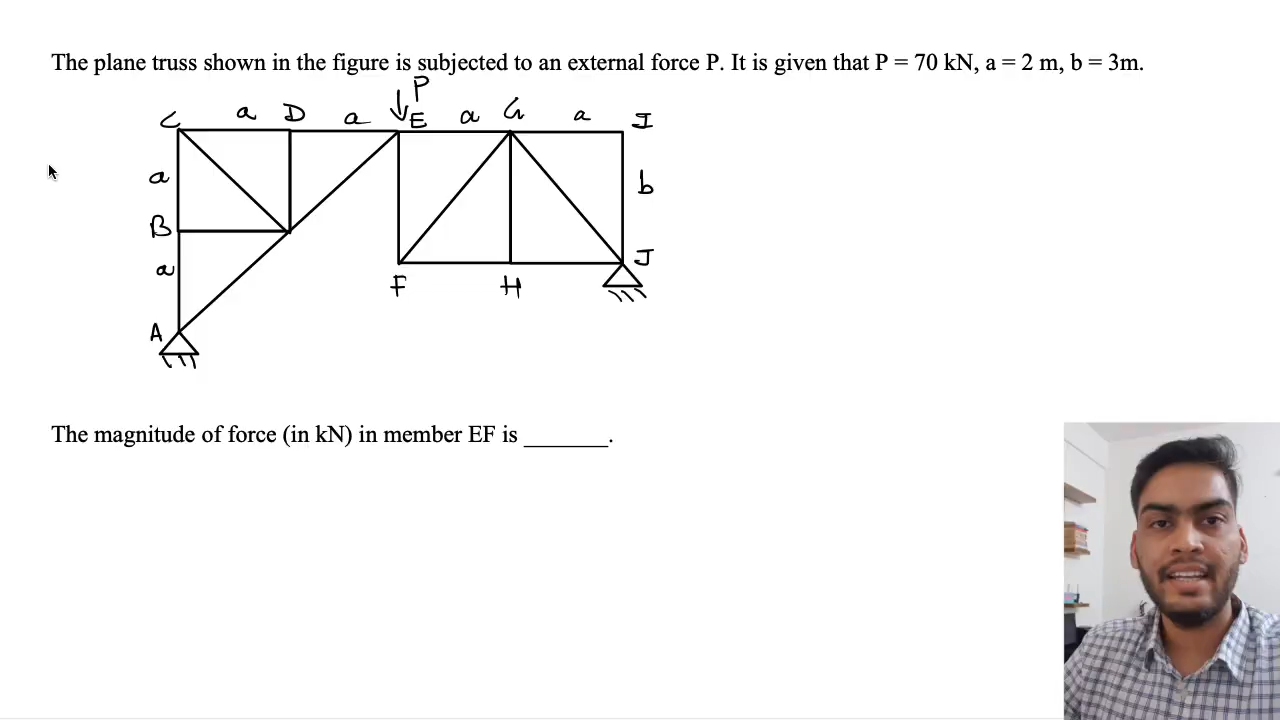 The plane truss shown in the figure is subjected to an external force P. It is given that P = 70 kN, a = 2 m, b = 3m.
P
C a D a E a G a I
a b
B
a J
F H
A
The magnitude of force (in kN) in member EF is _______.